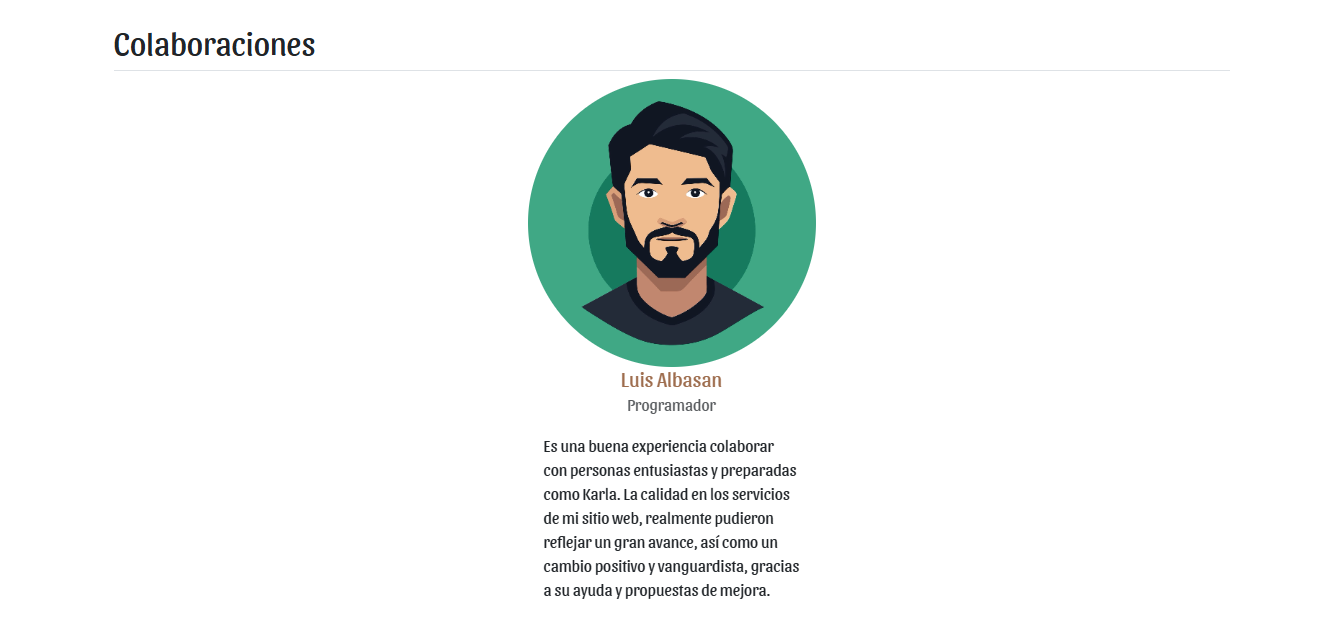 Colaboraciones
Luis Albasan
Programador
Es una buena experiencia colaborar
con personas entusiastas y preparadas
como Karla. La calidad en los servicios
de mi sitio web, realmente pudieron
reflejar un gran avance, así como un
cambio positivo y vanguardista, gracias
a su ayuda y propuestas de mejora.